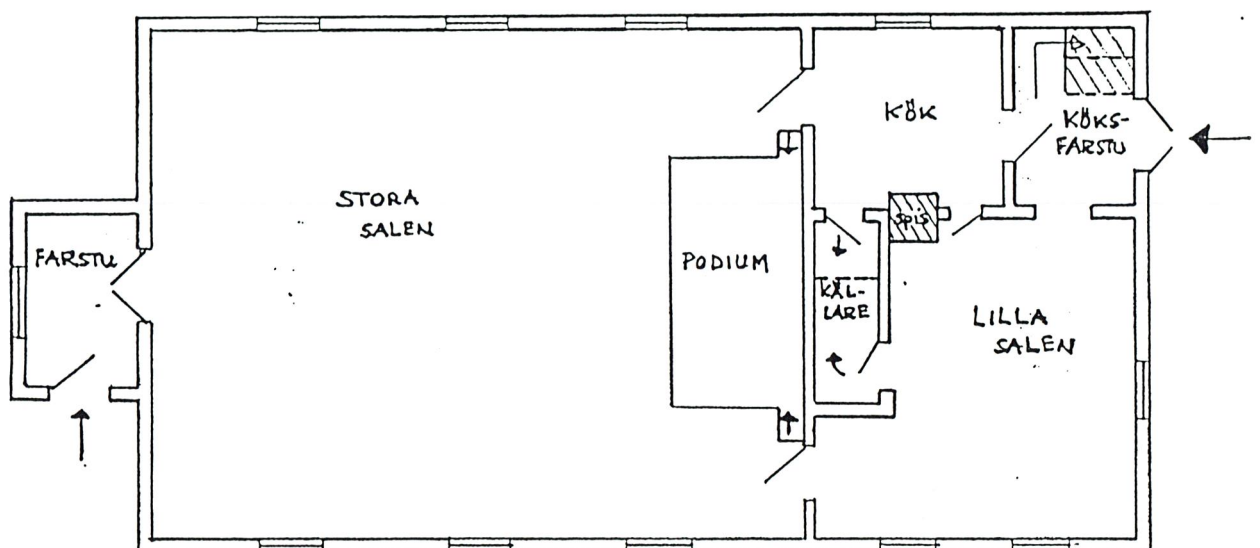 KÖK
KÖKS-
FARSTU
STORA
SALEN
SPIS
FARSTU
PODIUM
KÄL-
LARE
LILLA
SALEN